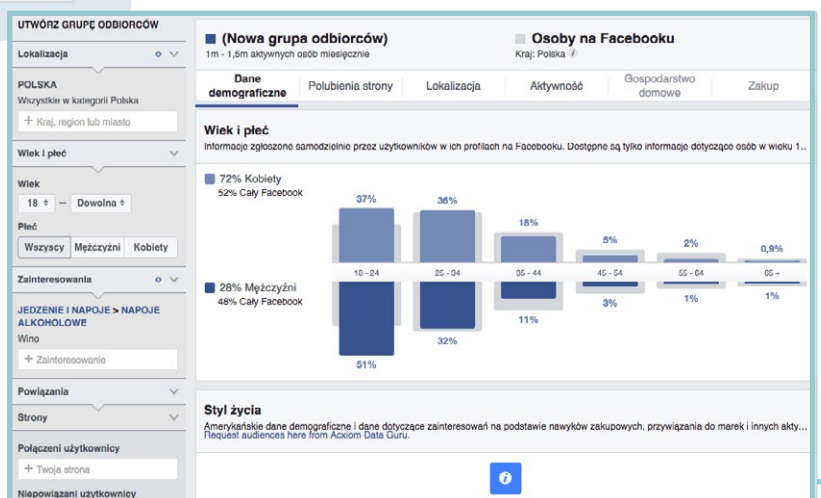 UTWÓRZ GRUPĘ ODBIORCÓW
Lokalizacja
POLSKA
Wszystkie w kategorii Polska
+ Kraj, region lub miasto
Wiek i płeć
Wiek
18 — Dowolna
Płeć
Wszyscy Mężczyźni Kobiety
Zainteresowania
JEDZENIE I NAPOJE > NAPOJE
ALKOHOLOWE
Wino
+ Zainteresowanie
Powiązania
Strony
Połączeni użytkownicy
+ Twoja strona
Niepowiązani użytkownicy
(Nowa grupa odbiorców)
1m - 1,5m aktywnych osób miesięcznie
Osoby na Facebooku
Kraj: Polska i
Dane demograficzne Polubienia strony Lokalizacja Aktywność Gospodarstwo domowe Zakup
Wiek i płeć
Informacje zgłoszone samodzielnie przez użytkowników w ich profilach na Facebooku. Dostępne są tylko informacje dotyczące osób w wieku 1...
72% Kobiety
52% Cały Facebook
37% 36% 18% 5% 2% 0,9%
18 - 24 25 - 34 35 - 44 45 - 54 55 - 64 65 +
28% Mężczyźni
48% Cały Facebook
51% 32% 11% 3% 1% 1%
Styl życia
Amerykańskie dane demograficzne i dane dotyczące zainteresowań na podstawie nawyków zakupowych, przywiązania do marek i innych akty...
Request audiences here from Acxiom Data Guru.
i